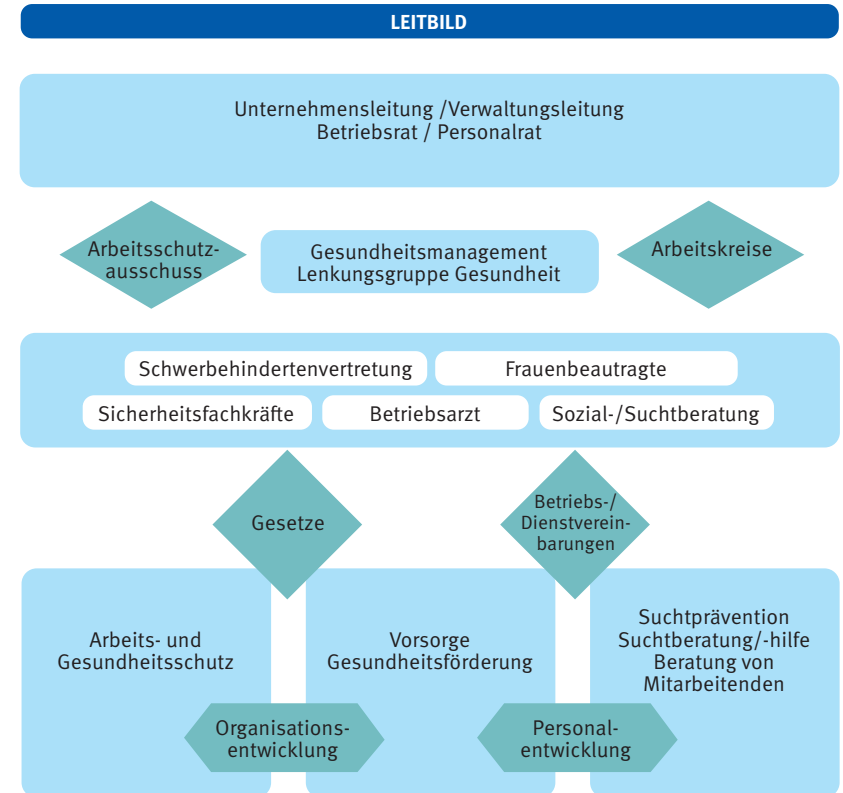 LEITBILD
Unternehmensleitung /Verwaltungsleitung
Betriebsrat / Personalrat
Arbeitsschutz-
ausschuss
Gesundheitsmanagement
Lenkungsgruppe Gesundheit
Arbeitskreise
Schwerbehindertenvertretung
Frauenbeautragte
Sicherheitsfachkräfte
Betriebsarzt
Sozial-/Suchtberatung
Gesetze
Betriebs-/
Dienstverein-
barungen
Arbeits- und
Gesundheitsschutz
Vorsorge
Gesundheitsförderung
Suchtprävention
Suchtberatung/-hilfe
Beratung von
Mitarbeitenden
Organisations-
entwicklung
Personal-
entwicklung